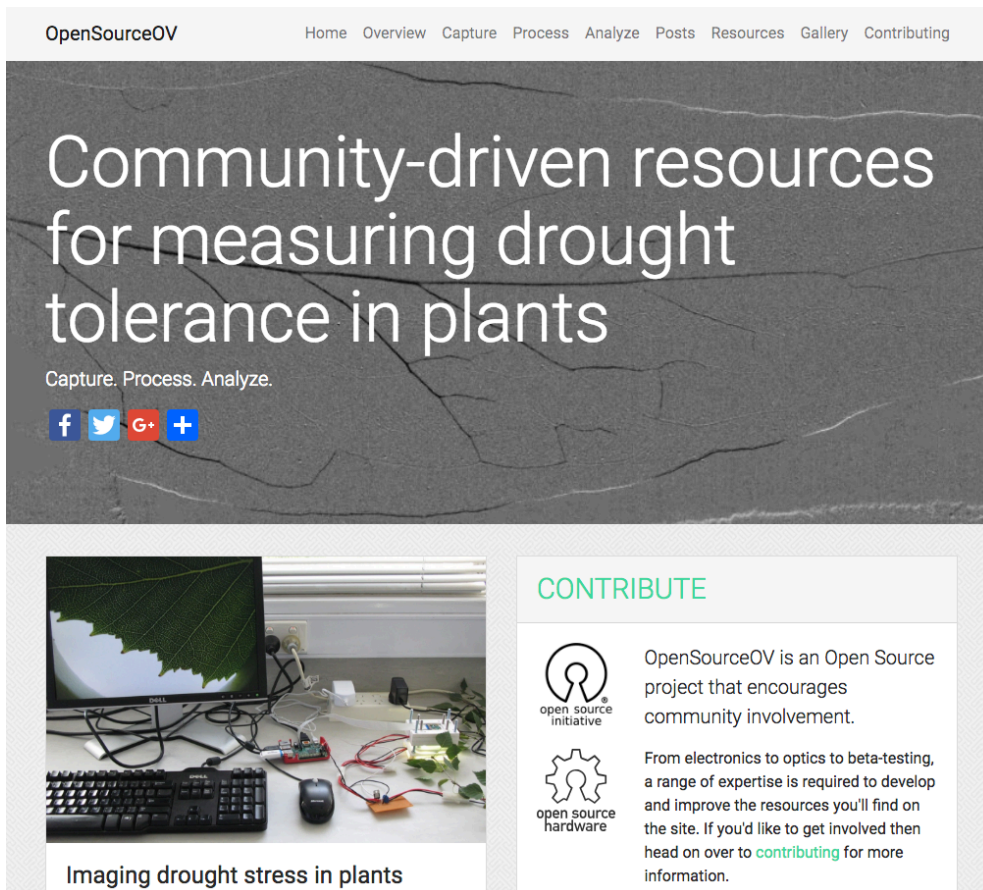 OpenSourceOV
Home Overview Capture Process Analyze Posts Resources Gallery Contributing
Community-driven resources
for measuring drought
tolerance in plants
Capture. Process. Analyze.
G+
DELL
DELL
Imaging drought stress in plants
CONTRIBUTE
open source
initiative
®
OpenSourceOV is an Open Source
project that encourages
community involvement.
open source
hardware
From electronics to optics to beta-testing,
a range of expertise is required to develop
and improve the resources you'll find on
the site. If you'd like to get involved then
head on over to contributing for more
information.